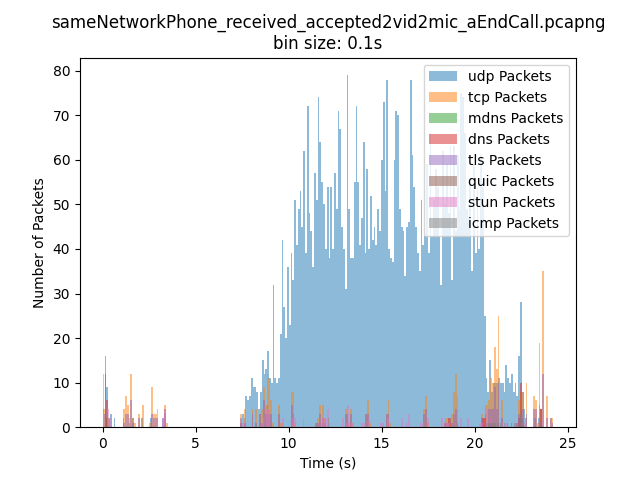 sameNetworkPhone_received_accepted2vid2mic_aEndCall.pcapng
bin size: 0.1s
udp Packets
tcp Packets
mdns Packets
dns Packets
tls Packets
quic Packets
stun Packets
icmp Packets
Number of Packets
80
70
60
50
40
30
20
10
0
0
5
10
15
20
25
Time (s)